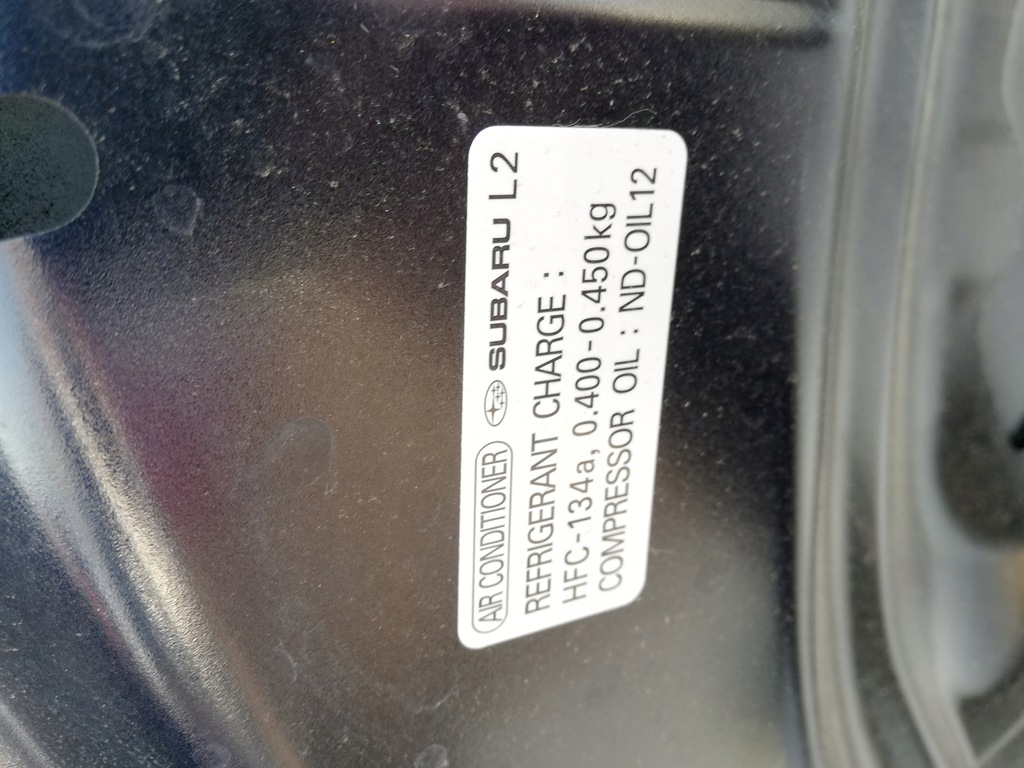 AIR CONDITIONER SUBARU L2
REFRIGERANT CHARGE :
HFC-134a, 0.400-0.450kg
COMPRESSOR OIL : ND-OIL12